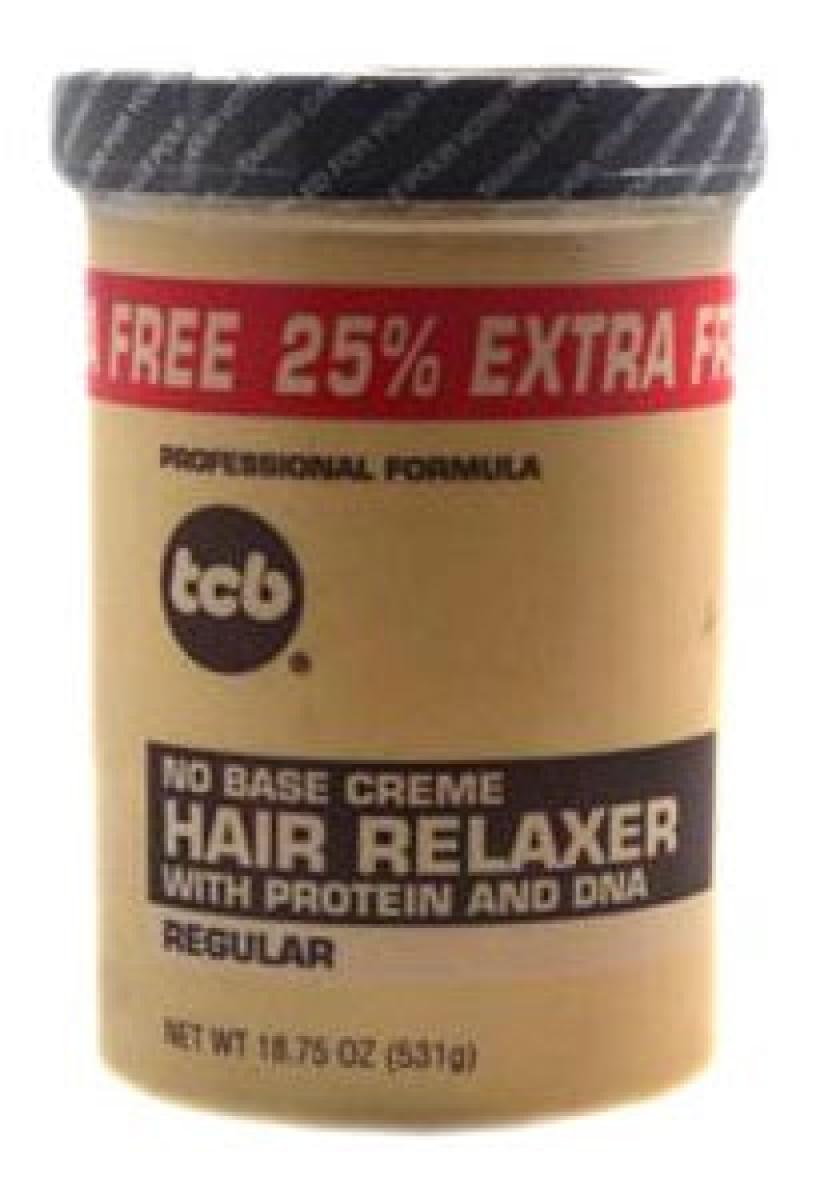 FREE 25% EXTRA
PROFESSIONAL FORMULA
tcb
®
NO BASE CREME
HAIR RELAXER
WITH PROTEIN AND DNA
REGULAR
NET WT 18.75 OZ (531g)